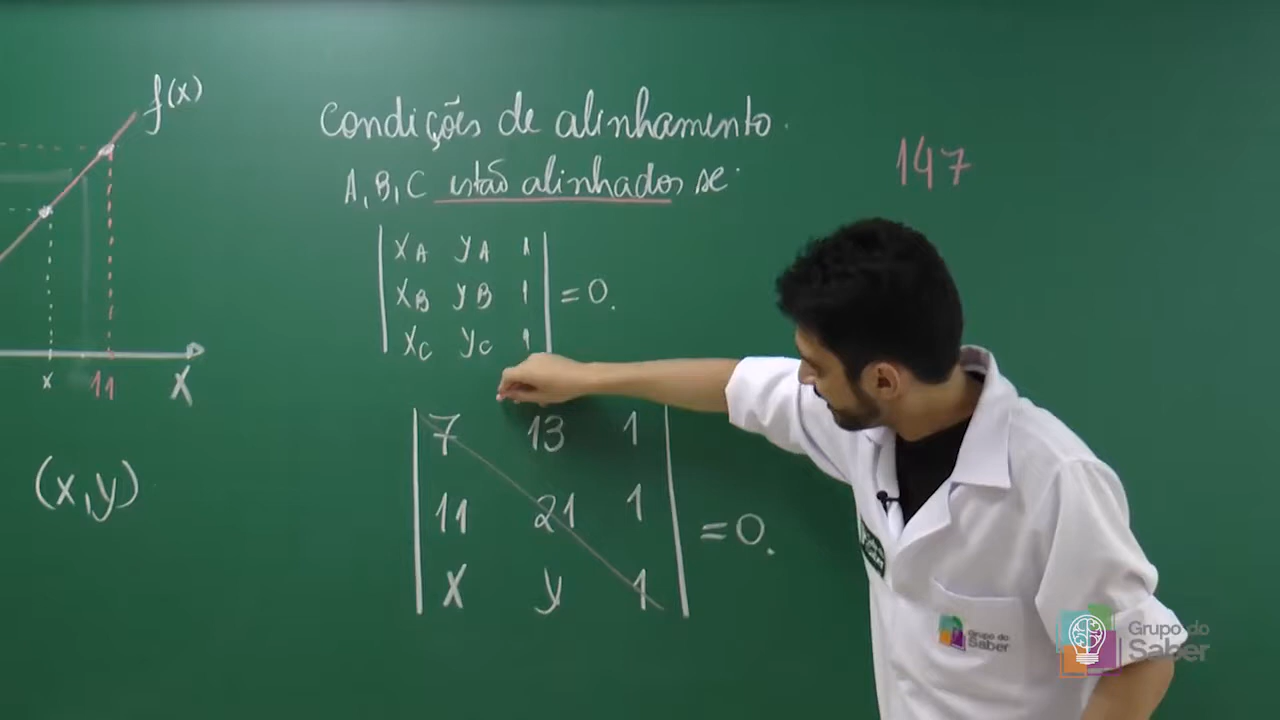 f(x)
x 11 X
(x,y)
Condições de alinhamento.
A, B, C estão alinhados se:
xA yA 1
xB yB 1 = 0.
xC yC 1
7 13 1
11 21 1 = 0.
x y 1
147
Grupo do
Saber
Grupo do
Saber